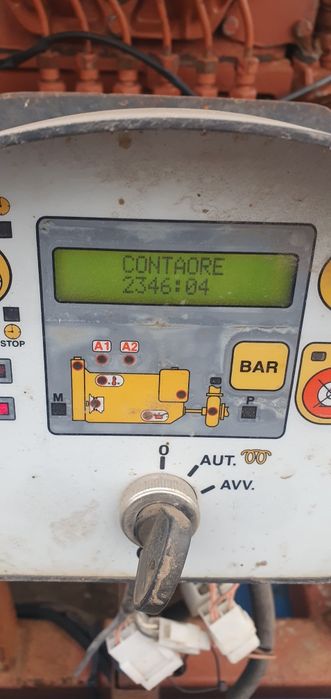 CONTAORE
2346:04
STOP
A1 A2
BAR
M
P
0
AUT.
AVV.